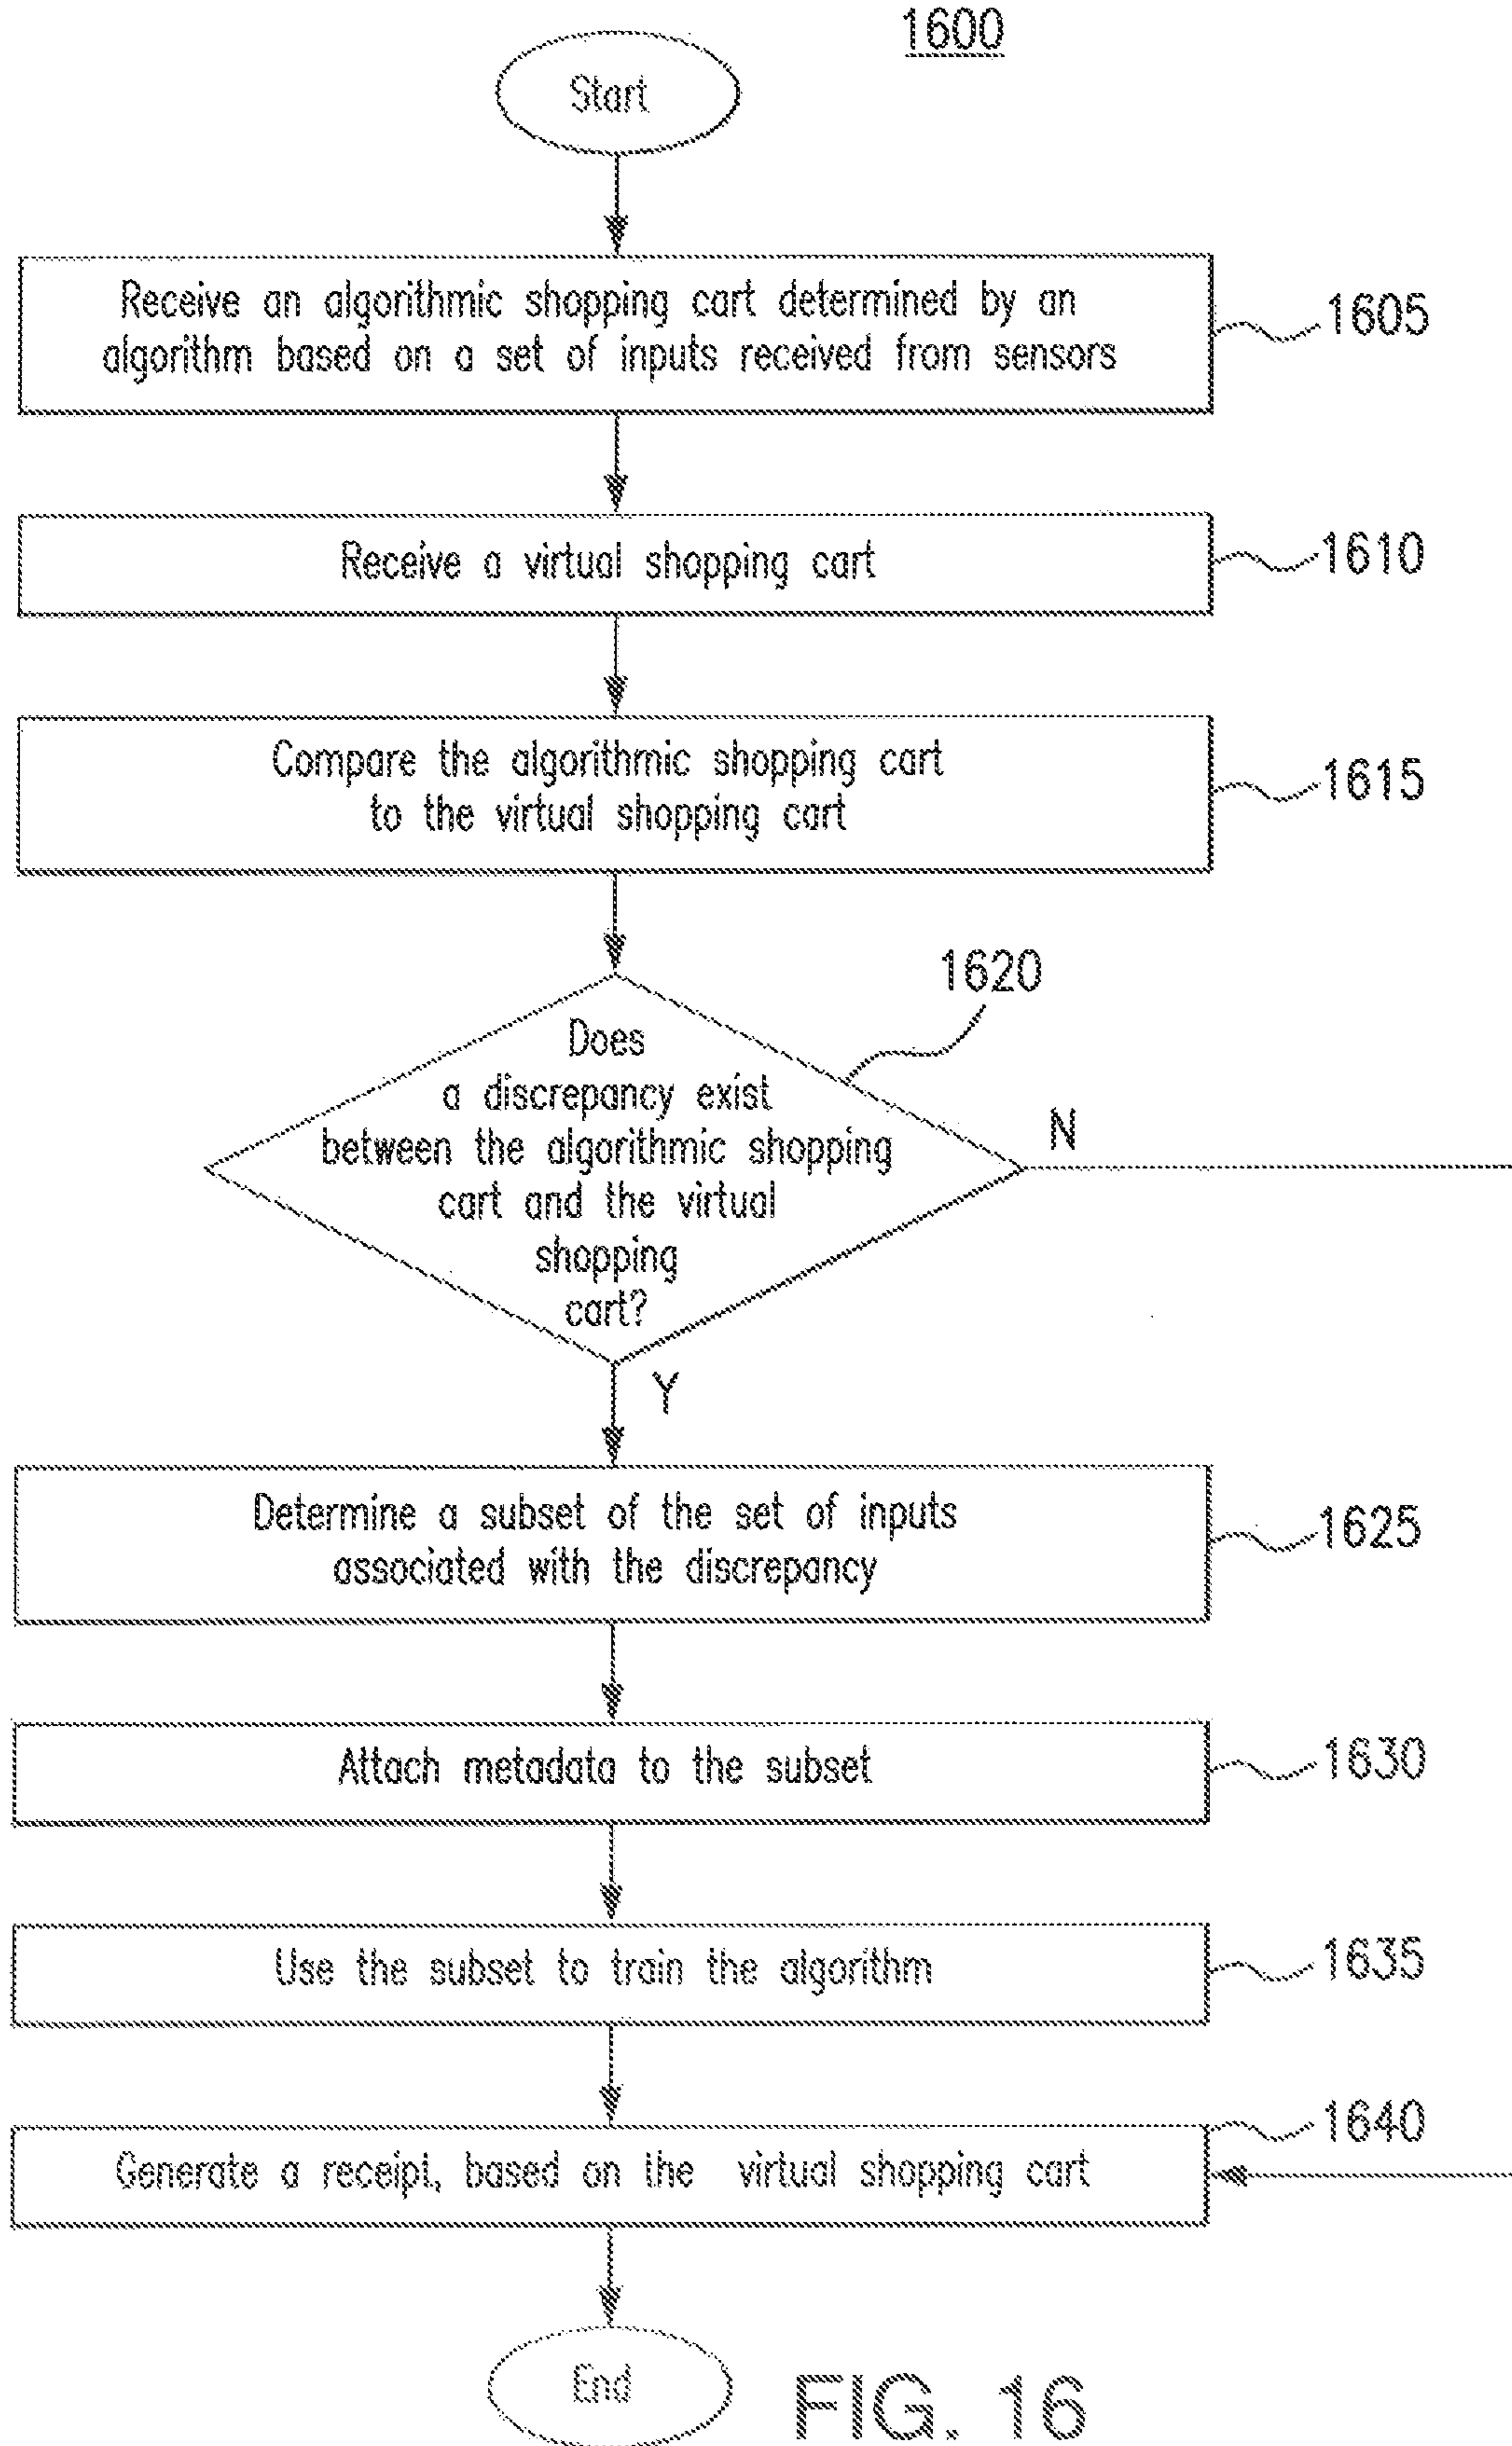 1600
Start
Receive an algorithmic shopping cart determined by an
algorithm based on a set of inputs received from sensors
1605
Receive a virtual shopping cart
1610
Compare the algorithmic shopping cart
to the virtual shopping cart
1615
1620
Does
a discrepancy exist
between the algorithmic shopping
cart and the virtual
shopping
cart?
N
Y
Determine a subset of the set of inputs
associated with the discrepancy
1625
Attach metadata to the subset
1630
Use the subset to train the algorithm
1635
Generate a receipt, based on the virtual shopping cart
1640
End
FIG. 16